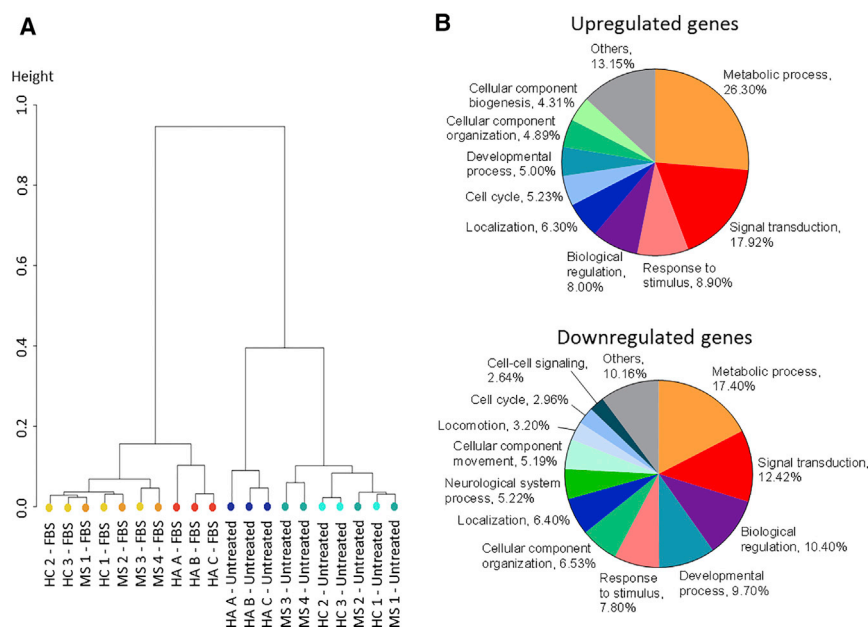 A
Height
1.0
0.8
0.6
0.4
0.2
0.0
HC 2 - FBS
HC 3 - FBS
MS 1 - FBS
HC 1 - FBS
MS 2 - FBS
MS 3 - FBS
MS 4 - FBS
HA A - FBS
HA B - FBS
HA C - FBS
HA A - Untreated
HA B - Untreated
HA C - Untreated
MS 3 - Untreated
MS 4 - Untreated
HC 2 - Untreated
HC 3 - Untreated
MS 2 - Untreated
HC 1 - Untreated
MS 1 - Untreated
B
Upregulated genes
Others,
13.15%
Metabolic process,
26.30%
Cellular component
biogenesis, 4.31%
Cellular component
organization, 4.89%
Developmental
process, 5.00%
Cell cycle, 5.23%
Localization, 6.30%
Signal transduction,
17.92%
Biological
regulation,
8.00%
Response to
stimulus, 8.90%
Downregulated genes
Cell-cell signaling,
2.64%
Others,
10.16%
Metabolic process,
17.40%
Cell cycle, 2.96%
Locomotion, 3.20%
Cellular component
movement, 5.19%
Signal transduction,
12.42%
Neurological system
process, 5.22%
Localization, 6.40%
Biological
regulation, 10.40%
Cellular component
organization, 6.53%
Response to
stimulus,
7.80%
Developmental
process, 9.70%